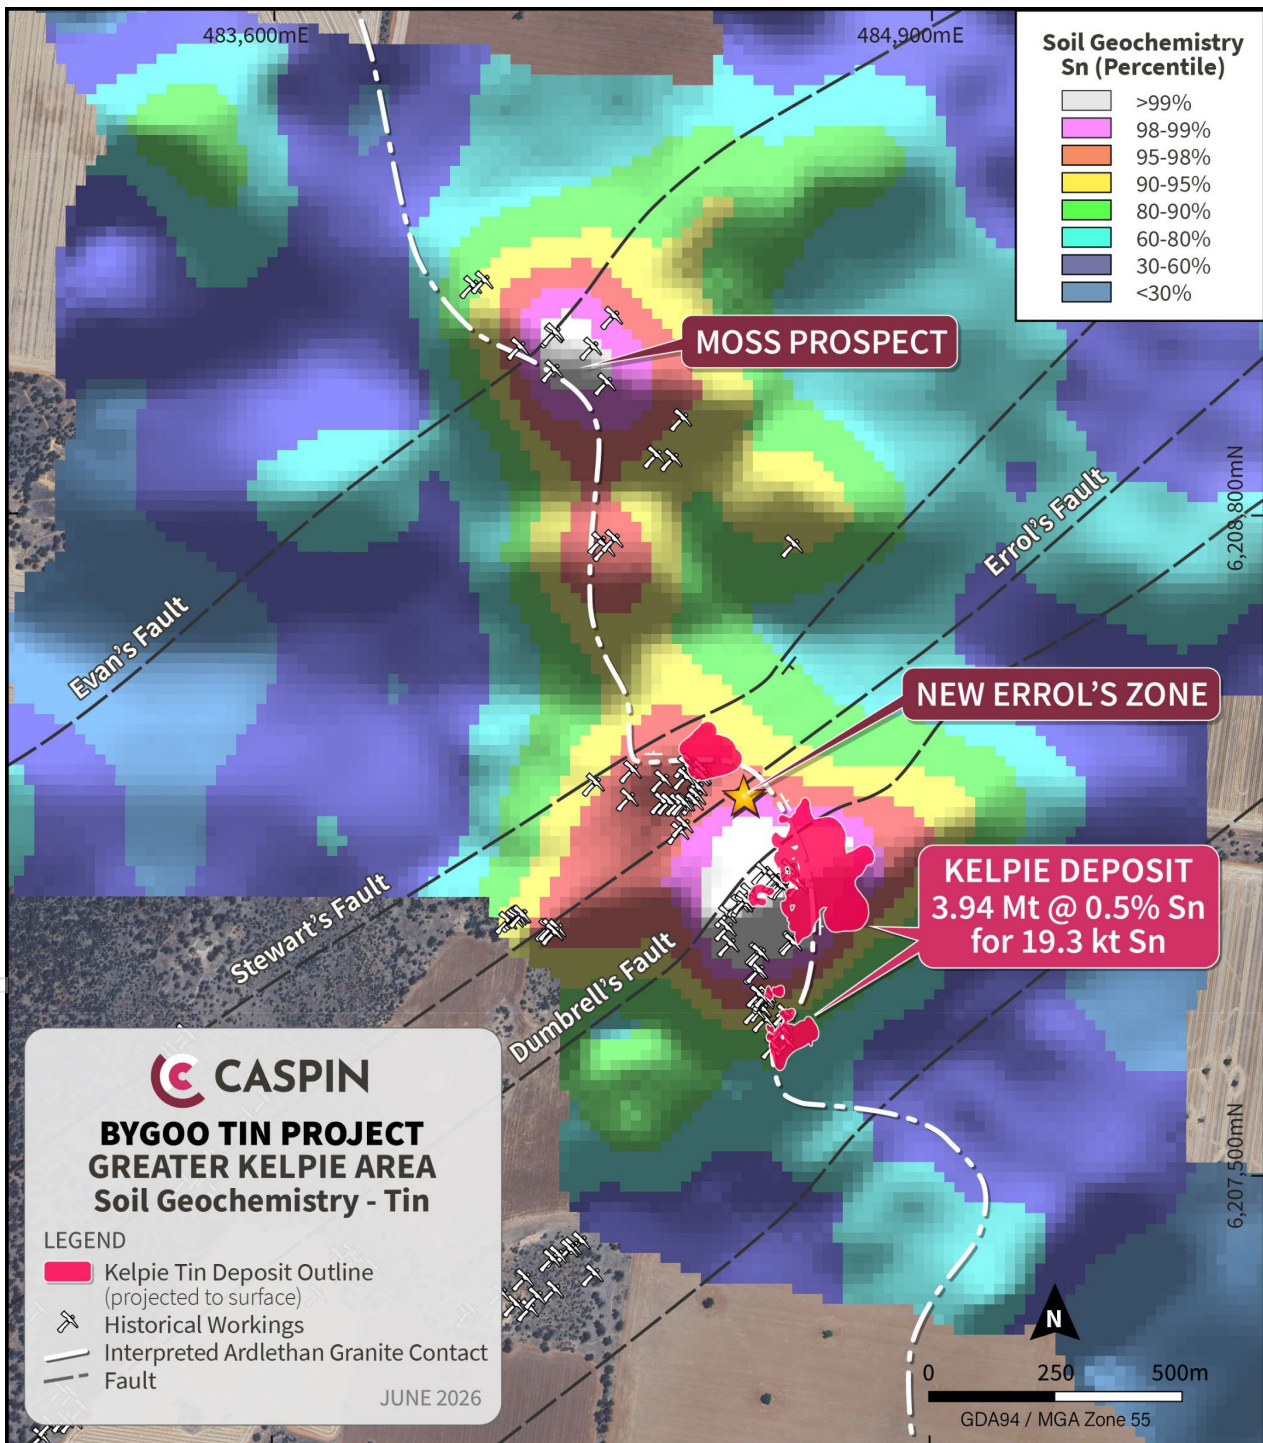 483,600mE
484,900mE
Soil Geochemistry
Sn (Percentile)
>99%
98-99%
95-98%
90-95%
80-90%
60-80%
30-60%
<30%
MOSS PROSPECT
6,208,800mN
Errol's Fault
Evan's Fault
NEW ERROL'S ZONE
KELPIE DEPOSIT
3.94 Mt @ 0.5% Sn
for 19.3 kt Sn
Stewart's Fault
Dumbrell's Fault
6,207,500mN
CASPIN
BYGOO TIN PROJECT
GREATER KELPIE AREA
Soil Geochemistry - Tin
LEGEND
Kelpie Tin Deposit Outline
(projected to surface)
Historical Workings
Interpreted Ardlethan Granite Contact
Fault
JUNE 2026
N
0 250 500m
GDA94 / MGA Zone 55